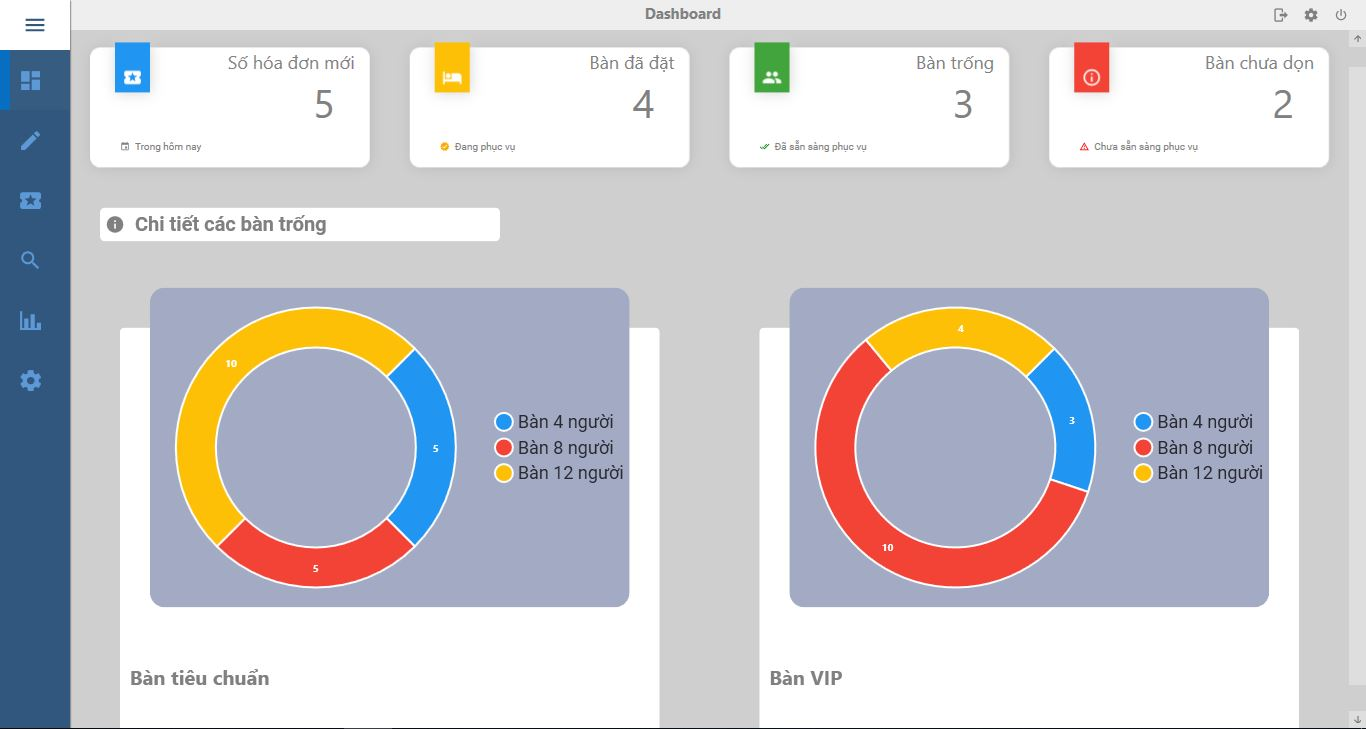 Dashboard
Số hóa đơn mới
5
Trong hôm nay
Bàn đã đặt
4
Đang phục vụ
Bàn trống
3
Đã sẵn sàng phục vụ
Bàn chưa dọn
2
Chưa sẵn sàng phục vụ
Chi tiết các bàn trống
10
5
5
Bàn 4 người
Bàn 8 người
Bàn 12 người
Bàn tiêu chuẩn
4
3
10
Bàn 4 người
Bàn 8 người
Bàn 12 người
Bàn VIP